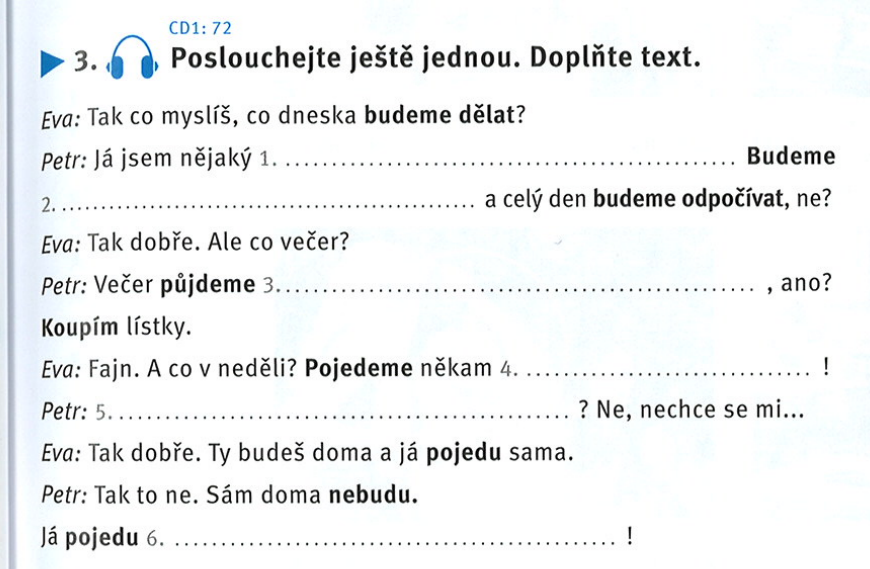 CD1: 72
3. Poslouchejte ještě jednou. Doplňte text.
Eva: Tak co myslíš, co dneska budeme dělat?
Petr: Já jsem nějaký 1. ........................................................ Budeme
2. ........................................................ a celý den budeme odpočívat, ne?
Eva: Tak dobře. Ale co večer?
Petr: Večer půjdeme 3. ........................................................ , ano?
Koupím lístky.
Eva: Fajn. A co v neděli? Pojedeme někam 4. ........................................ !
Petr: 5. ........................................................ ? Ne, nechce se mi...
Eva: Tak dobře. Ty budeš doma a já pojedu sama.
Petr: Tak to ne. Sám doma nebudu.
Já pojedu 6. ........................................................ !